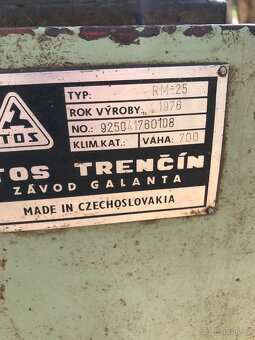 TOS
TYP: RM-25
ROK VÝROBY: 1976
NO.: 925041760108
KLIM.KAT.: VÁHA: 700
TOS TRENČÍN
ZÁVOD GALANTA
MADE IN CZECHOSLOVAKIA